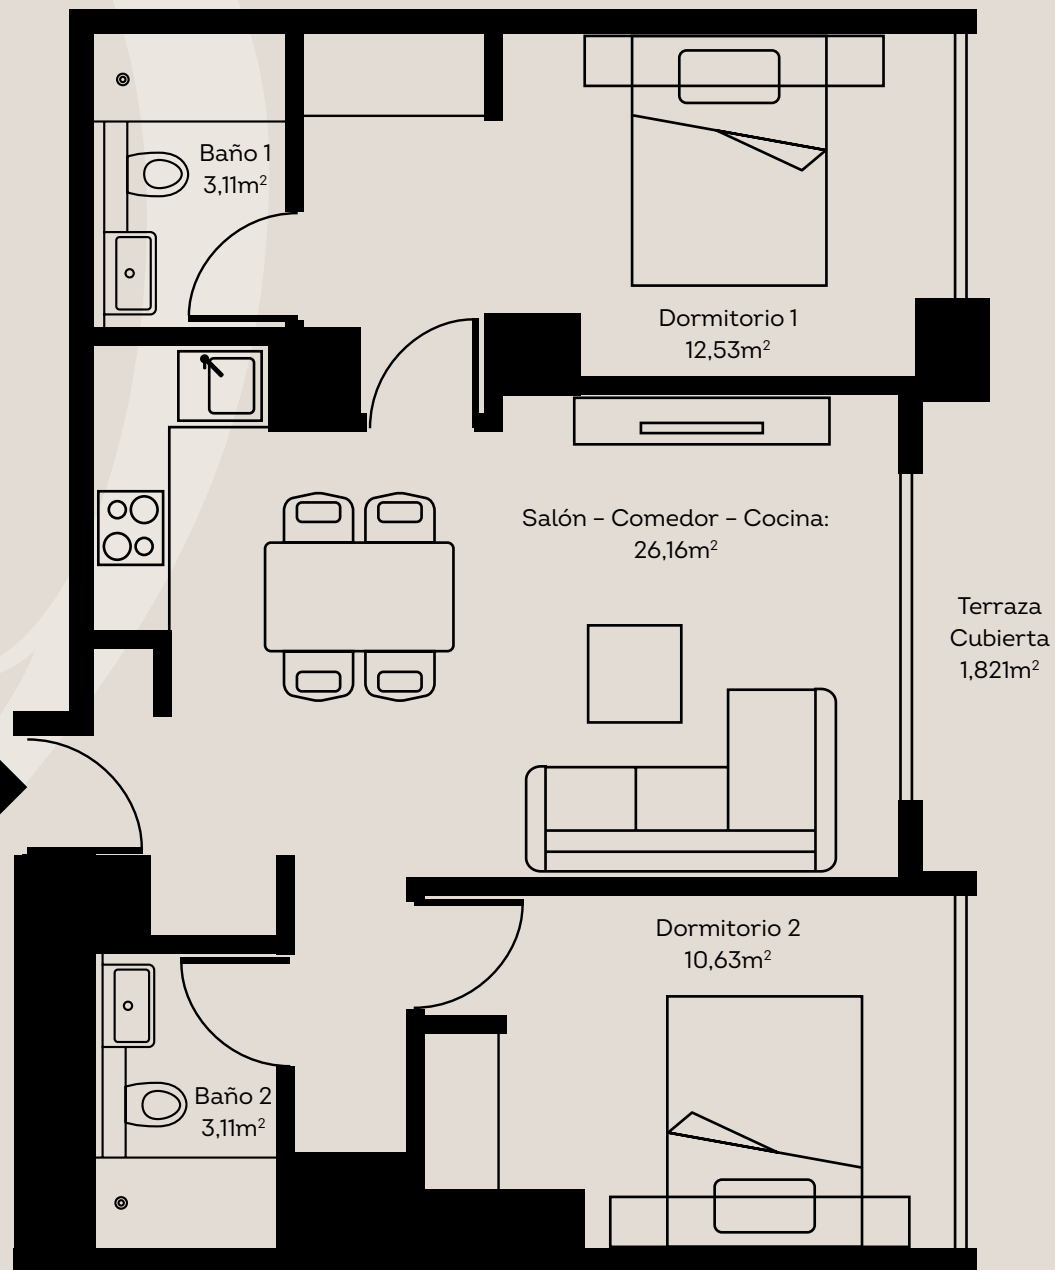 Baño 1
3,11m²
Dormitorio 1
12,53m²
Salón – Comedor – Cocina:
26,16m²
Terraza
Cubierta
1,821m²
Dormitorio 2
10,63m²
Baño 2
3,11m²